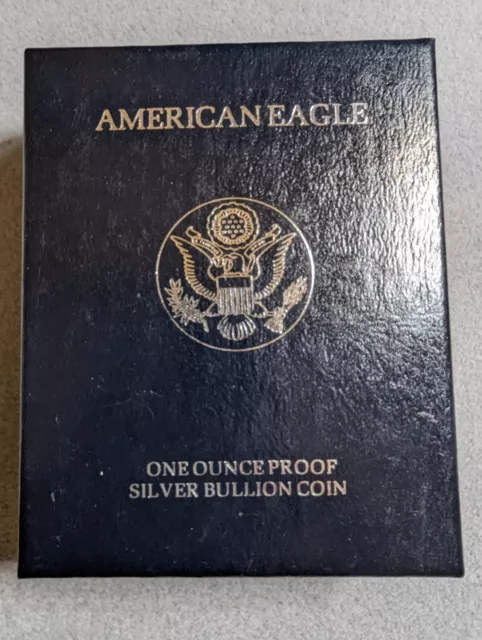 AMERICAN EAGLE
ONE OUNCE PROOF
SILVER BULLION COIN